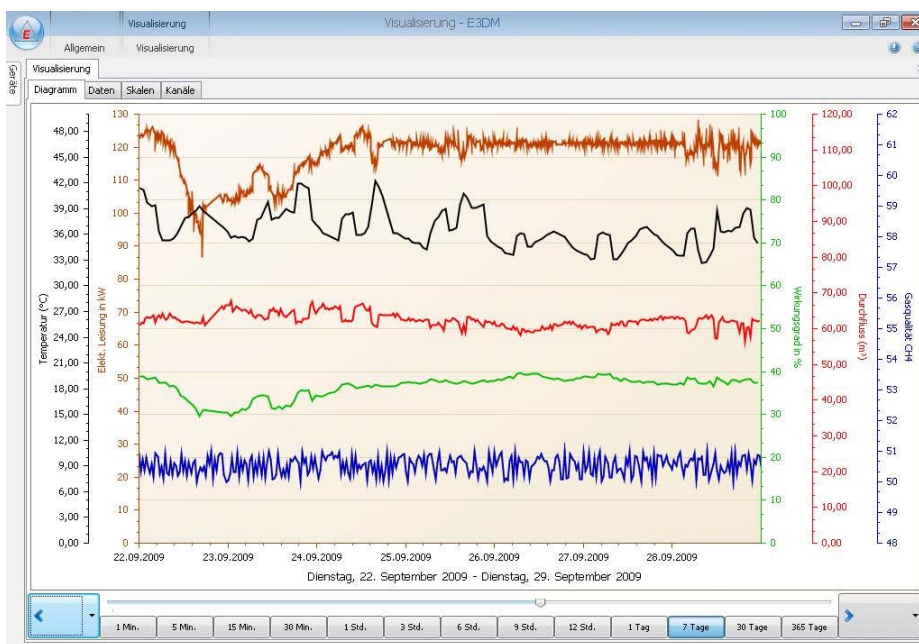 Visualisierung
Visualisierung - E3DM
Allgemein
Visualisierung
Geräte
Visualisierung
Diagramm
Daten
Skalen
Kanäle
48,00
45,00
42,00
39,00
36,00
33,00
30,00
27,00
24,00
21,00
18,00
15,00
12,00
9,00
6,00
3,00
0,00
Temperatur (°C)
130
120
110
100
90
80
70
60
50
40
30
20
10
0
Elekt. Leisung in kW
100
90
80
70
60
50
40
30
20
10
0
Wirkungsgrad in %
120,00
110,00
100,00
90,00
80,00
70,00
60,00
50,00
40,00
30,00
20,00
10,00
0,00
Durchfluss (m³)
62
61
60
59
58
57
56
55
54
53
52
51
50
49
48
Gasqualität CH4
22.09.2009
23.09.2009
24.09.2009
25.09.2009
26.09.2009
27.09.2009
28.09.2009
Dienstag, 22. September 2009 - Dienstag, 29. September 2009
1 Min.
5 Min.
15 Min.
30 Min.
1 Std.
3 Std.
6 Std.
9 Std.
12 Std.
1 Tag
7 Tage
30 Tage
365 Tage